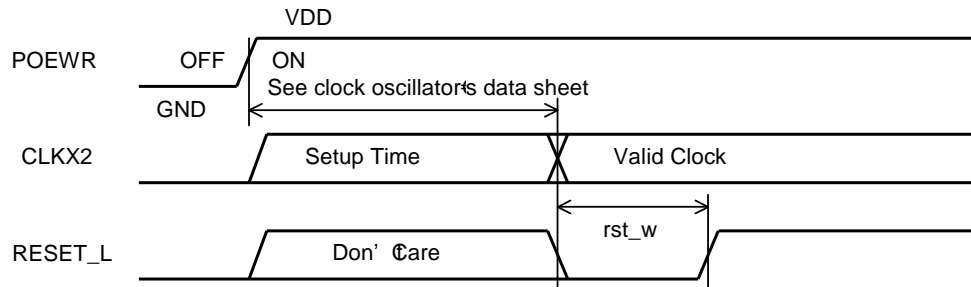 VDD
POEWR OFF ON
See clock oscillator's data sheet
GND
CLKX2 Setup Time Valid Clock
rst_w
RESET_L Don' Care